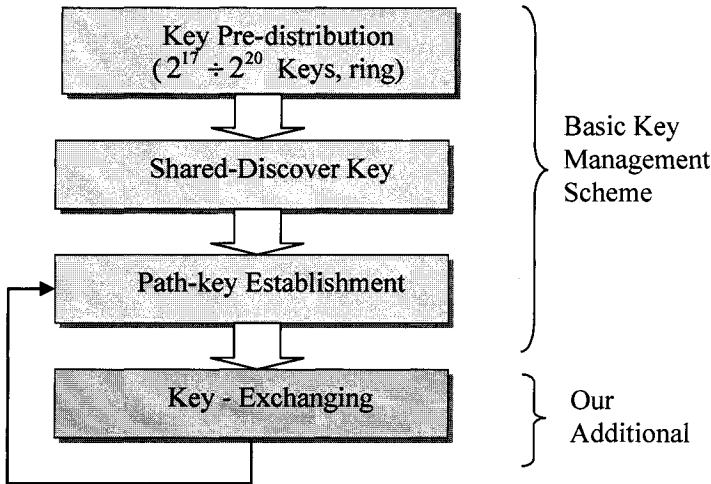 Key Pre-distribution
( 2^17 ÷ 2^20 Keys, ring)
Shared-Discover Key
Path-key Establishment
Key - Exchanging
Basic Key
Management
Scheme
Our
Additional